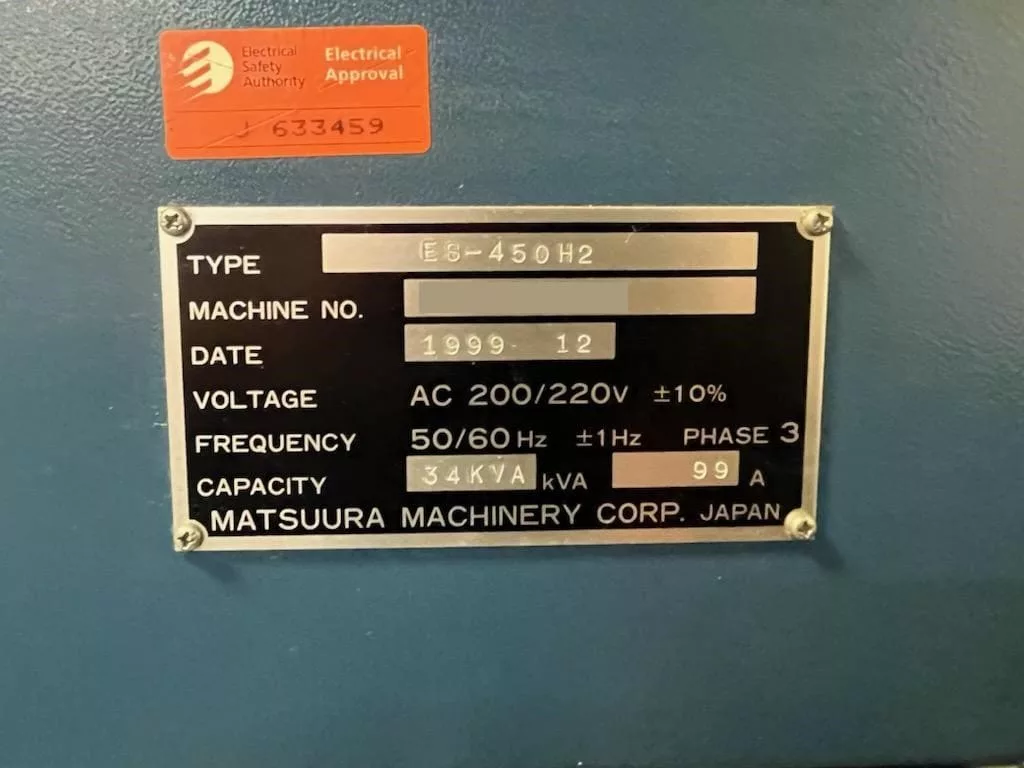 Electrical
Safety
Authority
Electrical
Approval
J 633459
TYPE ES-450H2
MACHINE NO.
DATE 1999 12
VOLTAGE AC 200/220V ±10%
FREQUENCY 50/60Hz ±1Hz PHASE 3
CAPACITY 34KVA kVA 99 A
MATSUURA MACHINERY CORP. JAPAN